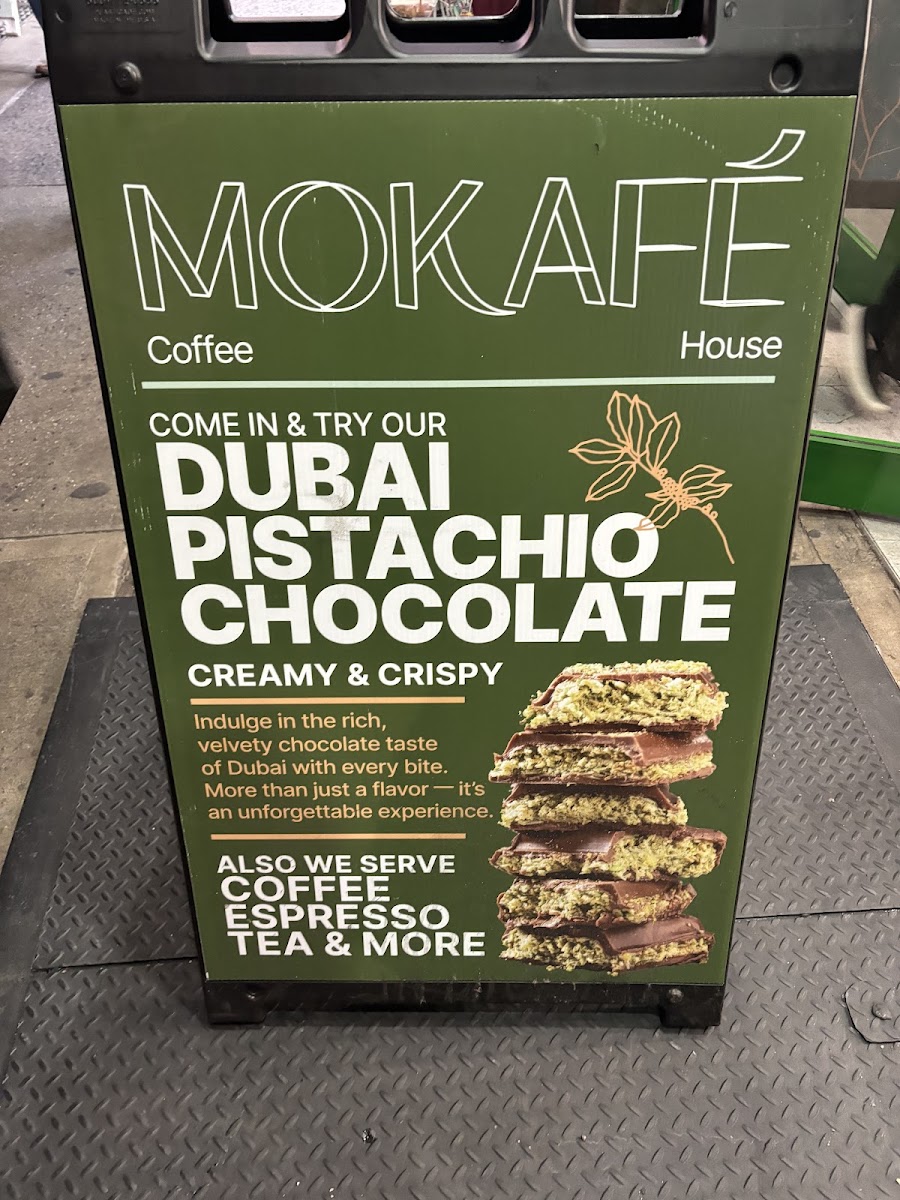 MOKAFÉ
Coffee House
COME IN & TRY OUR
DUBAI
PISTACHIO
CHOCOLATE
CREAMY & CRISPY
Indulge in the rich,
velvety chocolate taste
of Dubai with every bite.
More than just a flavor — it's
an unforgettable experience.
ALSO WE SERVE
COFFEE
ESPRESSO
TEA & MORE